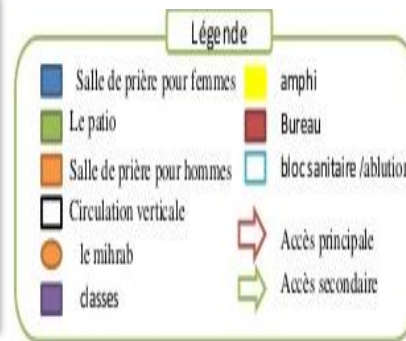 Légende
Salle de prière pour femmes
Le patio
Salle de prière pour hommes
Circulation verticale
le mihrab
classes
amphi
Bureau
bloc sanitaire /ablution
Accès principale
Accès secondaire